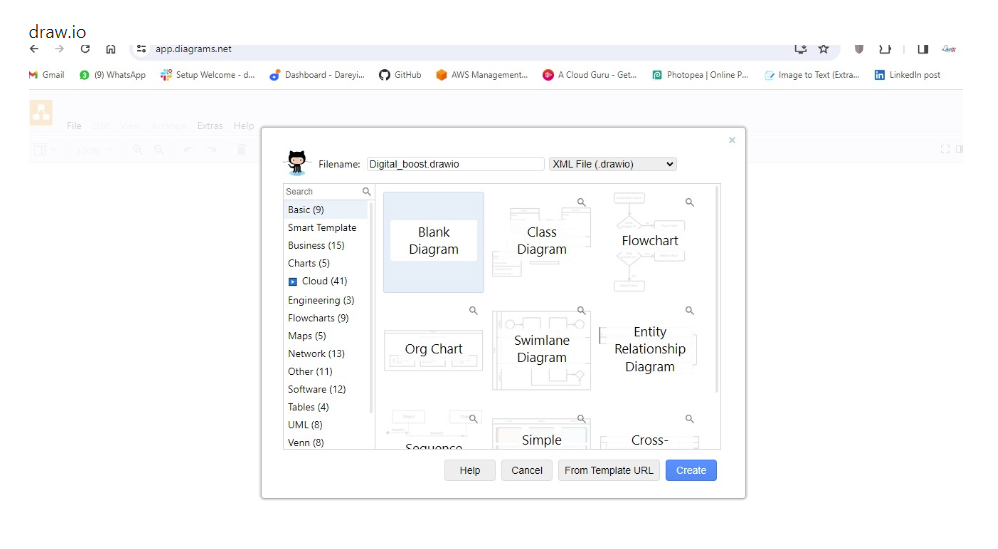 draw.io
app.diagrams.net
Gmail (9) WhatsApp Setup Welcome - d... Dashboard - Dareyi... GitHub AWS Management... A Cloud Guru - Get... Photopea | Online P... Image to Text (Extra... LinkedIn post
File Edit View Arrange Extras Help
Filename: Digital_boost.drawio XML File (.drawio)
Search
Basic (9)
Smart Template
Business (15)
Charts (5)
Cloud (41)
Engineering (3)
Flowcharts (9)
Maps (5)
Network (13)
Other (11)
Software (12)
Tables (4)
UML (8)
Venn (8)
Blank
Diagram
Class
Diagram
Flowchart
Org Chart
Swimlane
Diagram
Entity
Relationship
Diagram
Sequence
Simple
Cross-
Help Cancel From Template URL Create